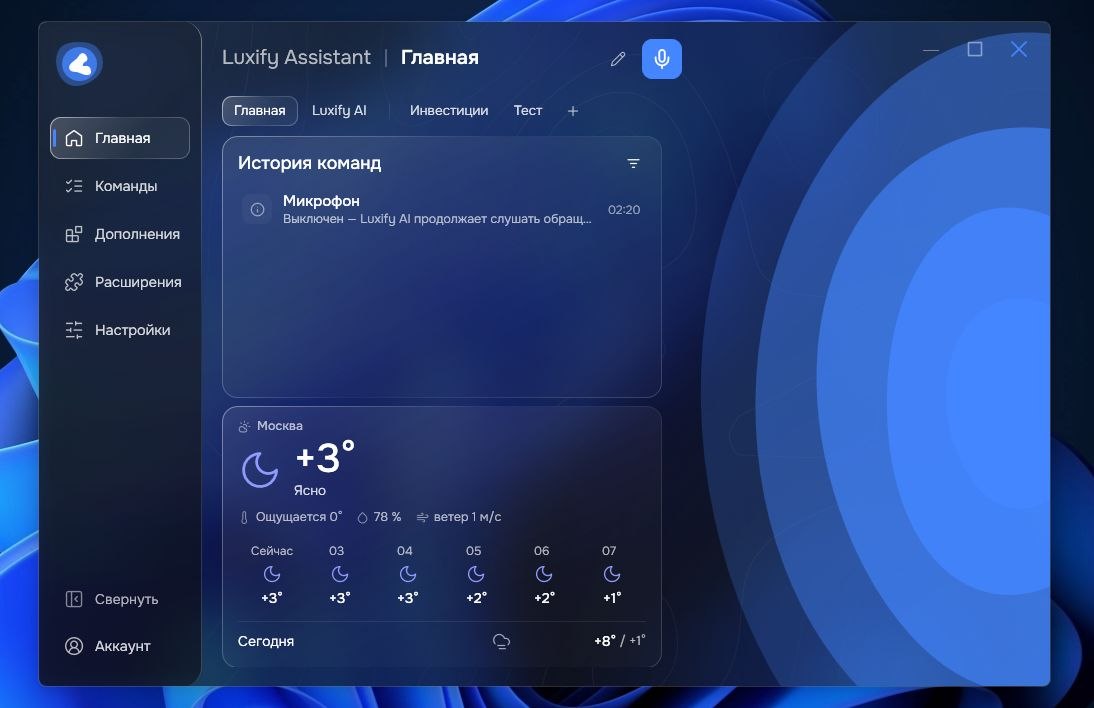 Luxify Assistant | Главная
Главная
Команды
Дополнения
Расширения
Настройки
Свернуть
Аккаунт
Главная Luxify AI Инвестиции Тест +
История команд
Микрофон
Выключен — Luxify AI продолжает слушать обращ...
02:20
Москва
+3°
Ясно
Ощущается 0° 78 % ветер 1 м/с
Сейчас 03 04 05 06 07
+3° +3° +3° +2° +2° +1°
Сегодня +8° / +1°